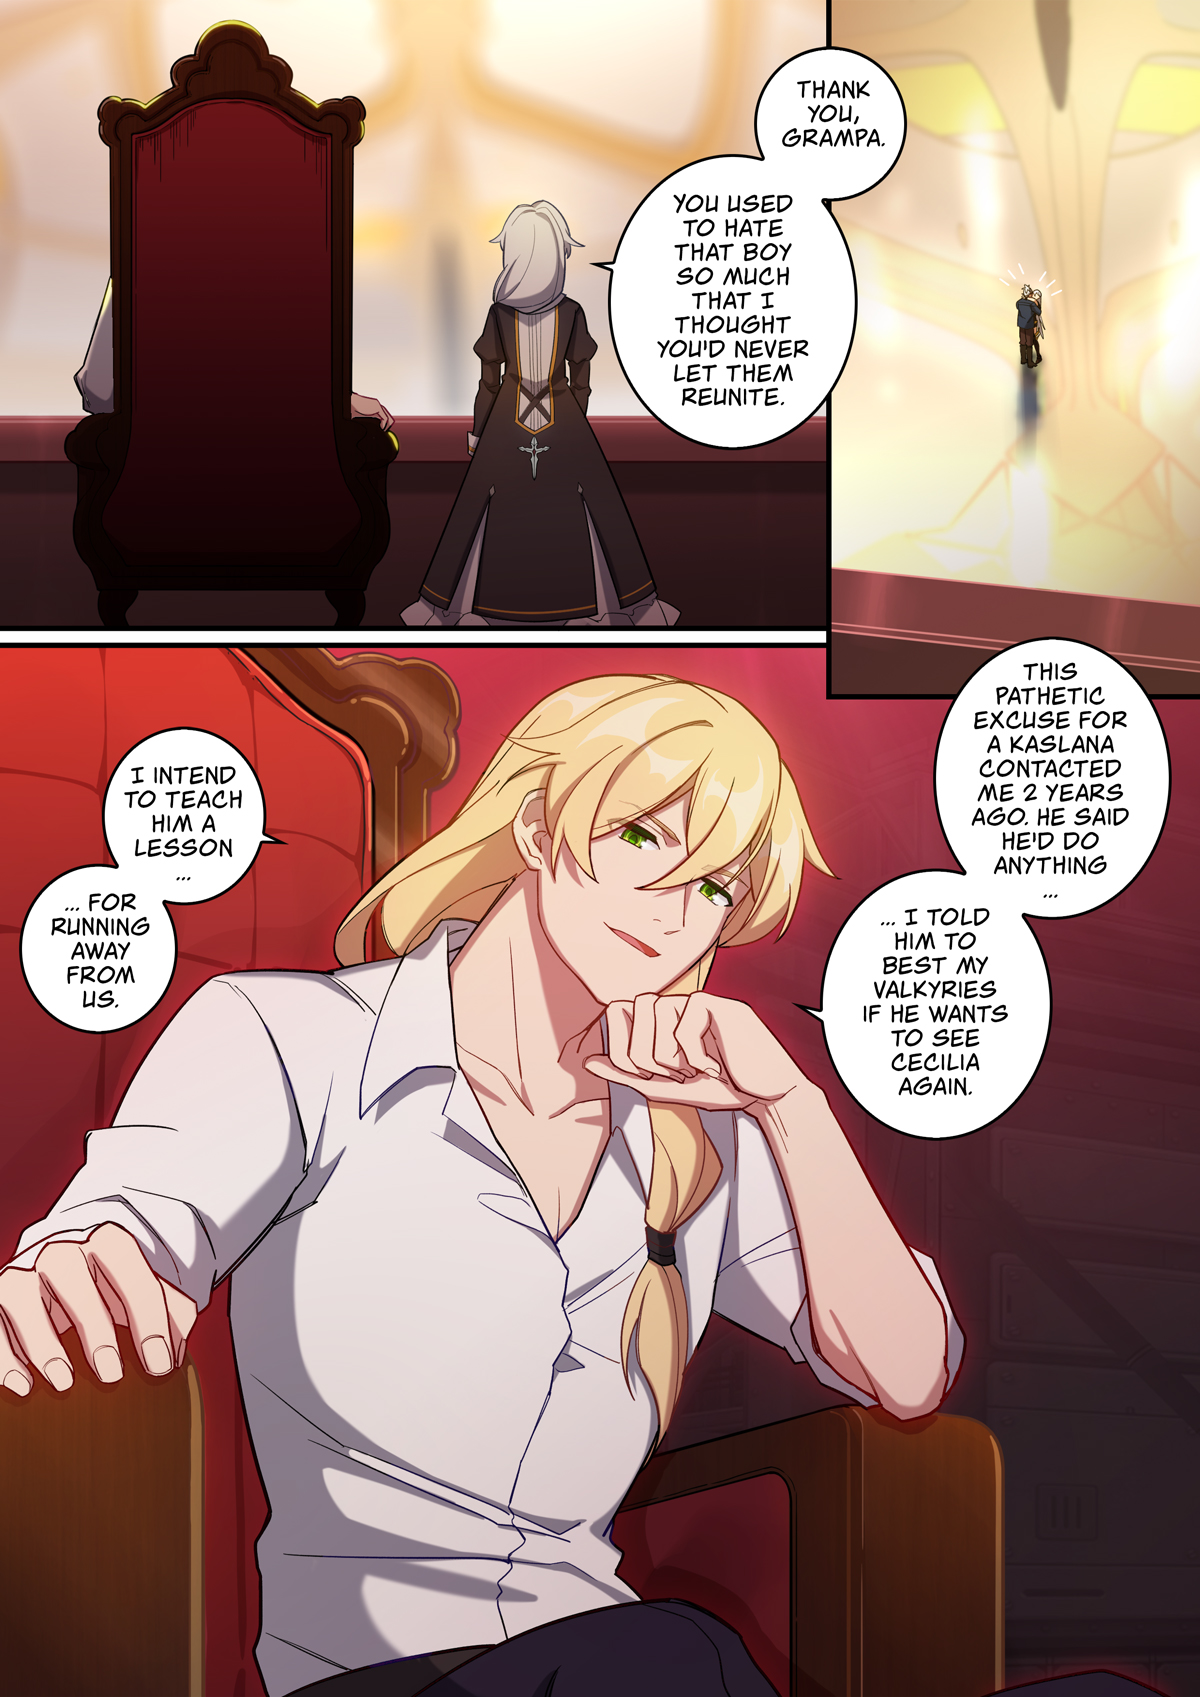 THANK
YOU,
GRAMPA.
YOU USED
TO HATE
THAT BOY
SO MUCH
THAT I
THOUGHT
YOU'D NEVER
LET THEM
REUNITE.
THIS
PATHETIC
EXCUSE FOR
A KASLANA
CONTACTED
ME 2 YEARS
AGO. HE SAID
HE'D DO
ANYTHING
...
... I TOLD
HIM TO
BEST MY
VALKYRIES
IF HE WANTS
TO SEE
CECILIA
AGAIN.
I INTEND
TO TEACH
HIM A
LESSON
...
... FOR
RUNNING
AWAY
FROM
US.